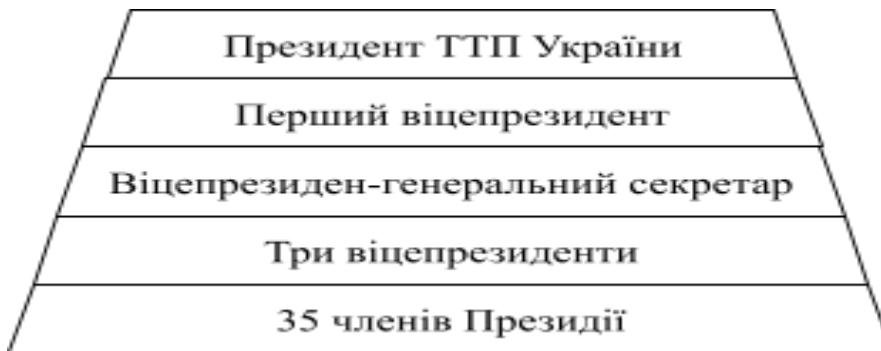 Президент ТТП України
Перший віцепрезидент
Віцепрезиден-генеральний секретар
Три віцепрезиденти
35 членів Президії